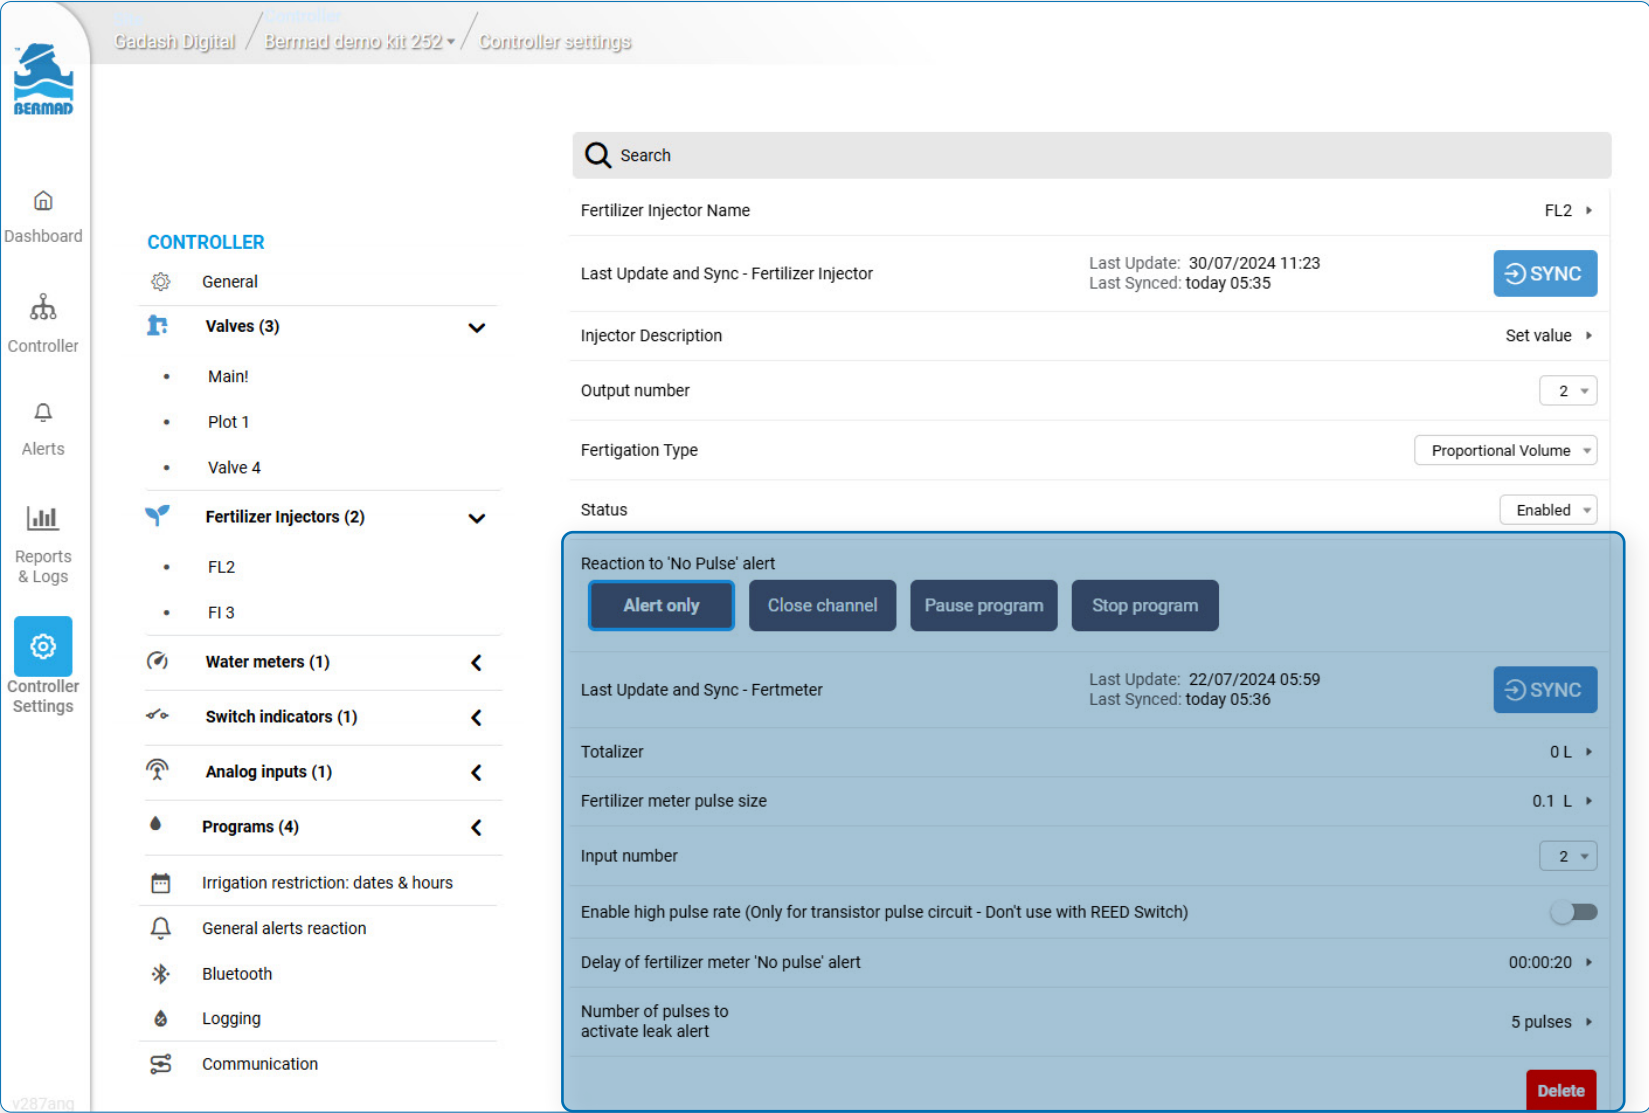 Controller
Gadash Digital / Bermad demo kit 252 / Controller settings
BERMAD
Dashboard
Controller
Alerts
Reports
& Logs
Controller
Settings
v287ang
CONTROLLER
General
Valves (3)
Main!
Plot 1
Valve 4
Fertilizer Injectors (2)
FL2
FI 3
Water meters (1)
Switch indicators (1)
Analog inputs (1)
Programs (4)
Irrigation restriction: dates & hours
General alerts reaction
Bluetooth
Logging
Communication
Search
Fertilizer Injector Name FL2
Last Update and Sync - Fertilizer Injector
Last Update: 30/07/2024 11:23
Last Synced: today 05:35
SYNC
Injector Description Set value
Output number 2
Fertigation Type Proportional Volume
Status Enabled
Reaction to 'No Pulse' alert
Alert only Close channel Pause program Stop program
Last Update and Sync - Fertmeter
Last Update: 22/07/2024 05:59
Last Synced: today 05:36
SYNC
Totalizer 0 L
Fertilizer meter pulse size 0.1 L
Input number 2
Enable high pulse rate (Only for transistor pulse circuit - Don't use with REED Switch)
Delay of fertilizer meter 'No pulse' alert 00:00:20
Number of pulses to
activate leak alert 5 pulses
Delete